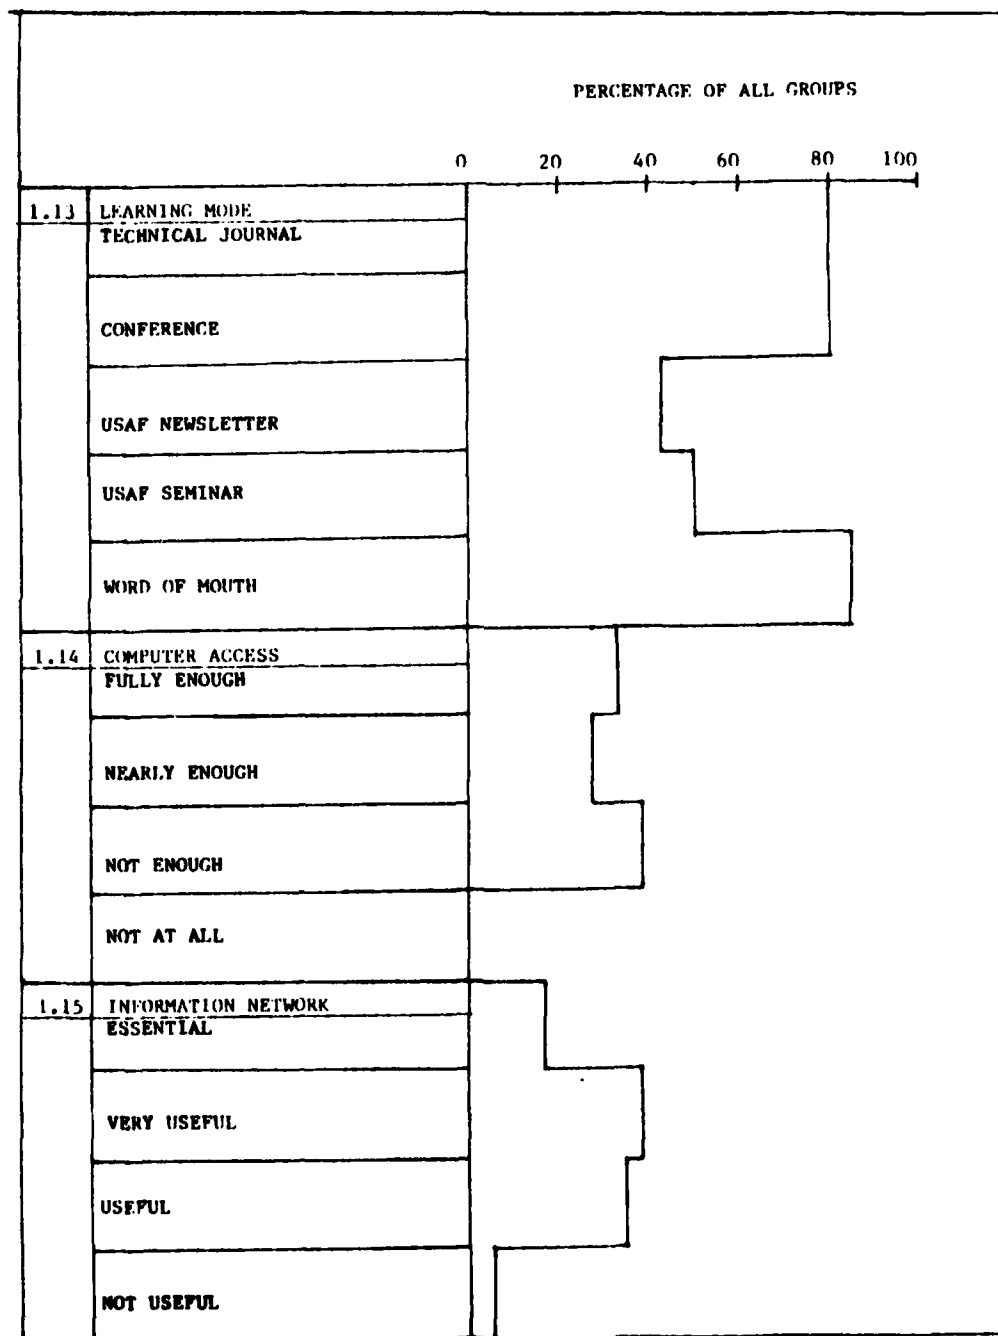 PERCENTAGE OF ALL GROUPS
0 20 40 60 80 100
1.13 LEARNING MODE
TECHNICAL JOURNAL
CONFERENCE
USAF NEWSLETTER
USAF SEMINAR
WORD OF MOUTH
1.14 COMPUTER ACCESS
FULLY ENOUGH
NEARLY ENOUGH
NOT ENOUGH
NOT AT ALL
1.15 INFORMATION NETWORK
ESSENTIAL
VERY USEFUL
USEFUL
NOT USEFUL